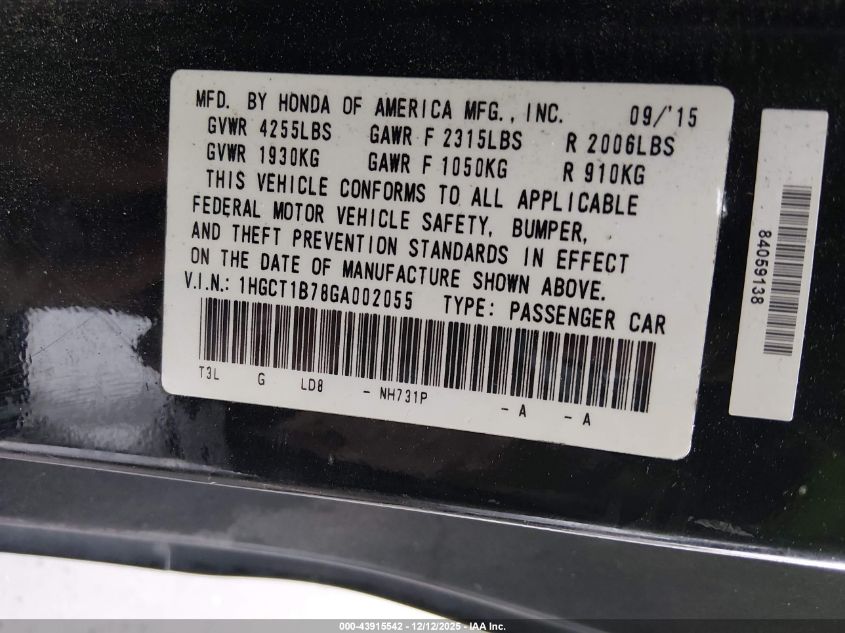 MFD. BY HONDA OF AMERICA MFG., INC. 09/'15
GVWR 4255LBS GAWR F 2315LBS R 2006LBS
GVWR 1930KG GAWR F 1050KG R 910KG
THIS VEHICLE CONFORMS TO ALL APPLICABLE
FEDERAL MOTOR VEHICLE SAFETY, BUMPER,
AND THEFT PREVENTION STANDARDS IN EFFECT
ON THE DATE OF MANUFACTURE SHOWN ABOVE.
V.I.N.: 1HGCT1B78GA002055 TYPE: PASSENGER CAR
T3L G LD8 - NH731P - A - A
84059138
000-43915542 - 12/12/2025 - IAA Inc.